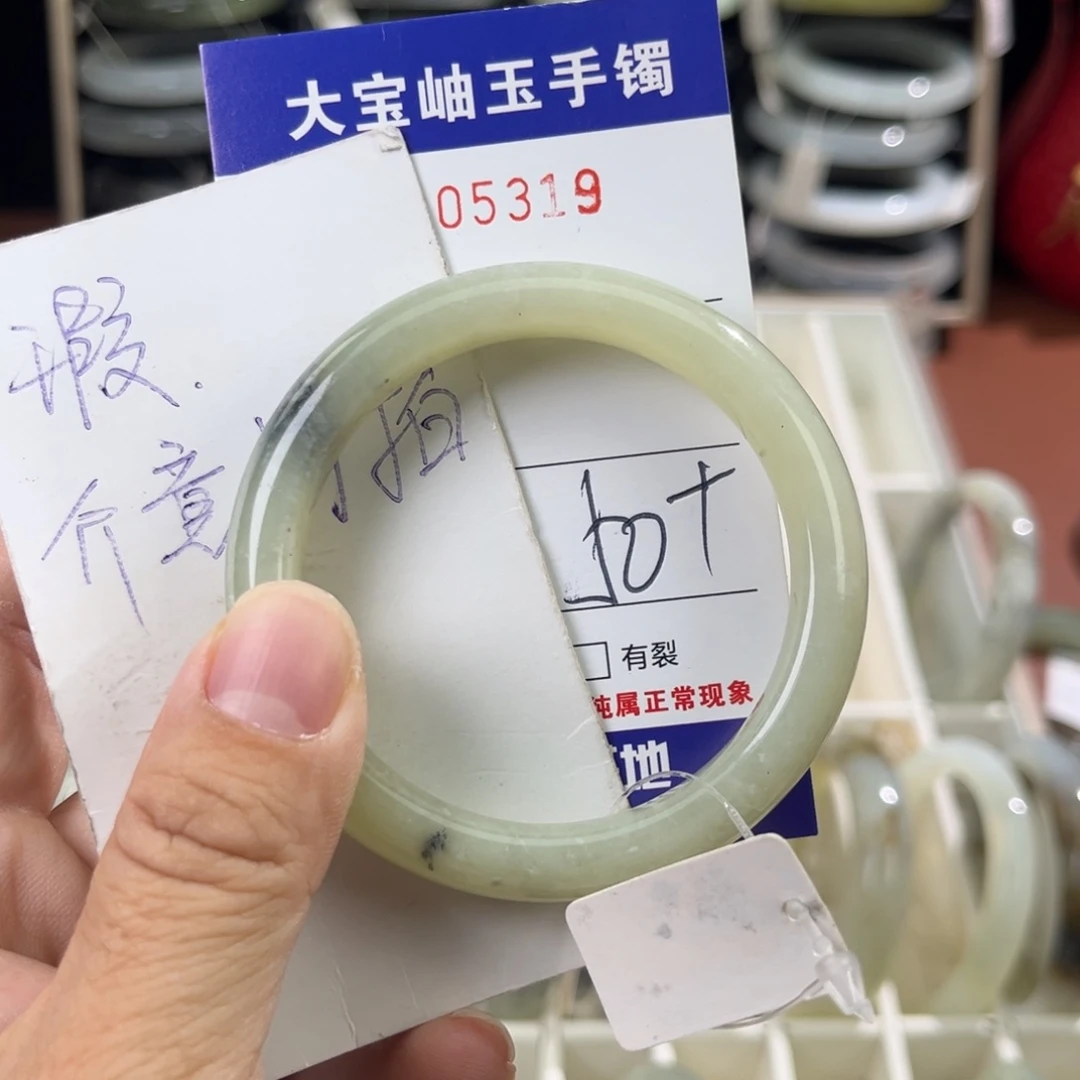 大宝岫玉手镯
05319
瑕.
介意 拍
有裂
纯属正常现象
地